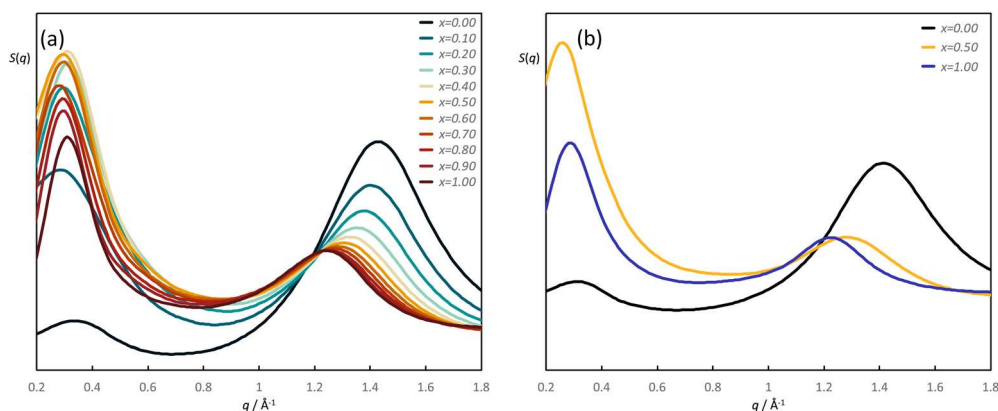 (a)
S(q)
x=0.00
x=0.10
x=0.20
x=0.30
x=0.40
x=0.50
x=0.60
x=0.70
x=0.80
x=0.90
x=1.00
0.2 0.4 0.6 0.8 1 1.2 1.4 1.6 1.8
q / Å⁻¹
(b)
S(q)
x=0.00
x=0.50
x=1.00
0.2 0.4 0.6 0.8 1 1.2 1.4 1.6 1.8
q / Å⁻¹